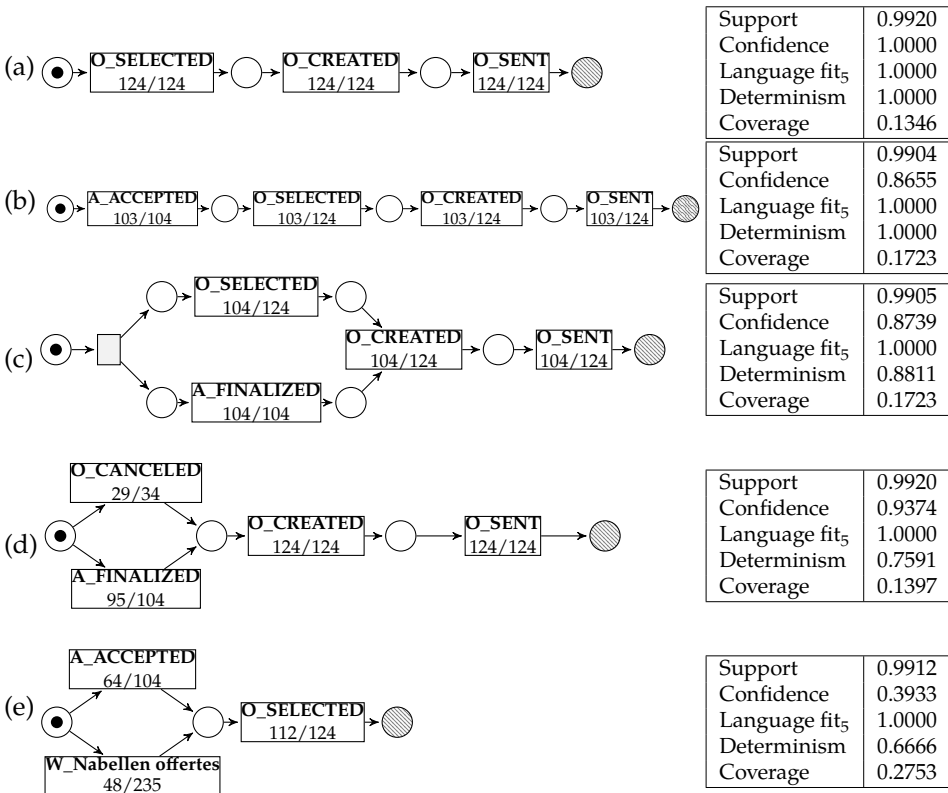 (a)
O_SELECTED
124/124
O_CREATED
124/124
O_SENT
124/124
Support 0.9920
Confidence 1.0000
Language fit5 1.0000
Determinism 1.0000
Coverage 0.1346
(b)
A_ACCEPTED
103/104
O_SELECTED
103/124
O_CREATED
103/124
O_SENT
103/124
Support 0.9904
Confidence 0.8655
Language fit5 1.0000
Determinism 1.0000
Coverage 0.1723
(c)
O_SELECTED
104/124
A_FINALIZED
104/104
O_CREATED
104/124
O_SENT
104/124
Support 0.9905
Confidence 0.8739
Language fit5 1.0000
Determinism 0.8811
Coverage 0.1723
(d)
O_CANCELED
29/34
A_FINALIZED
95/104
O_CREATED
124/124
O_SENT
124/124
Support 0.9920
Confidence 0.9374
Language fit5 1.0000
Determinism 0.7591
Coverage 0.1397
(e)
A_ACCEPTED
64/104
W_Nabellen offertes
48/235
O_SELECTED
112/124
Support 0.9912
Confidence 0.3933
Language fit5 1.0000
Determinism 0.6666
Coverage 0.2753